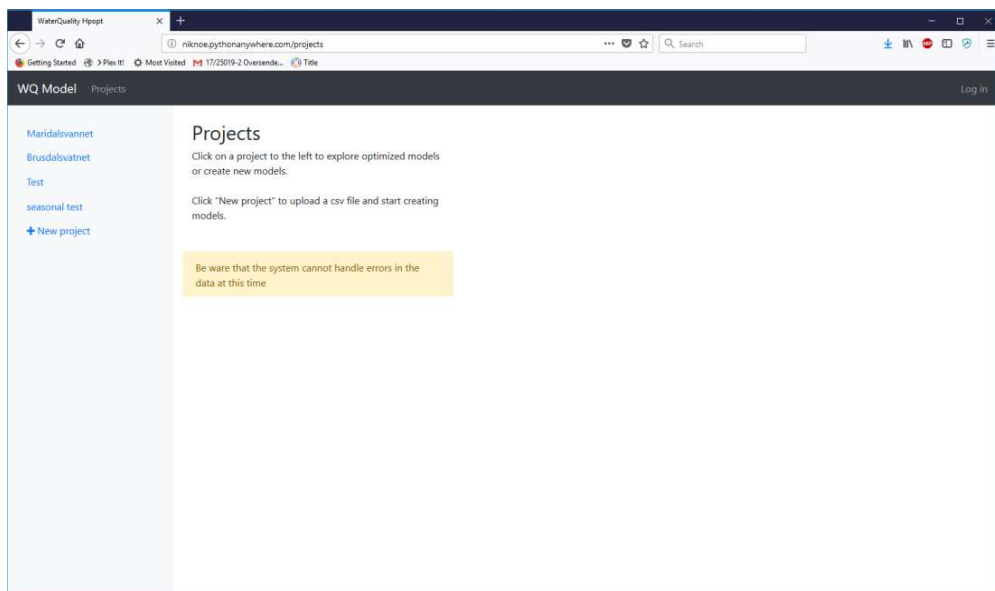 WaterQuality Hpopt
niknoe.pythonanywhere.com/projects
Search
Getting Started > Plex It! Most Visited 17/25019-2 Oversende... Title
WQ Model Projects Log in
Maridalsvannet
Brusdalsvatnet
Test
seasonal test
New project
Projects
Click on a project to the left to explore optimized models
or create new models.
Click "New project" to upload a csv file and start creating
models.
Be ware that the system cannot handle errors in the
data at this time